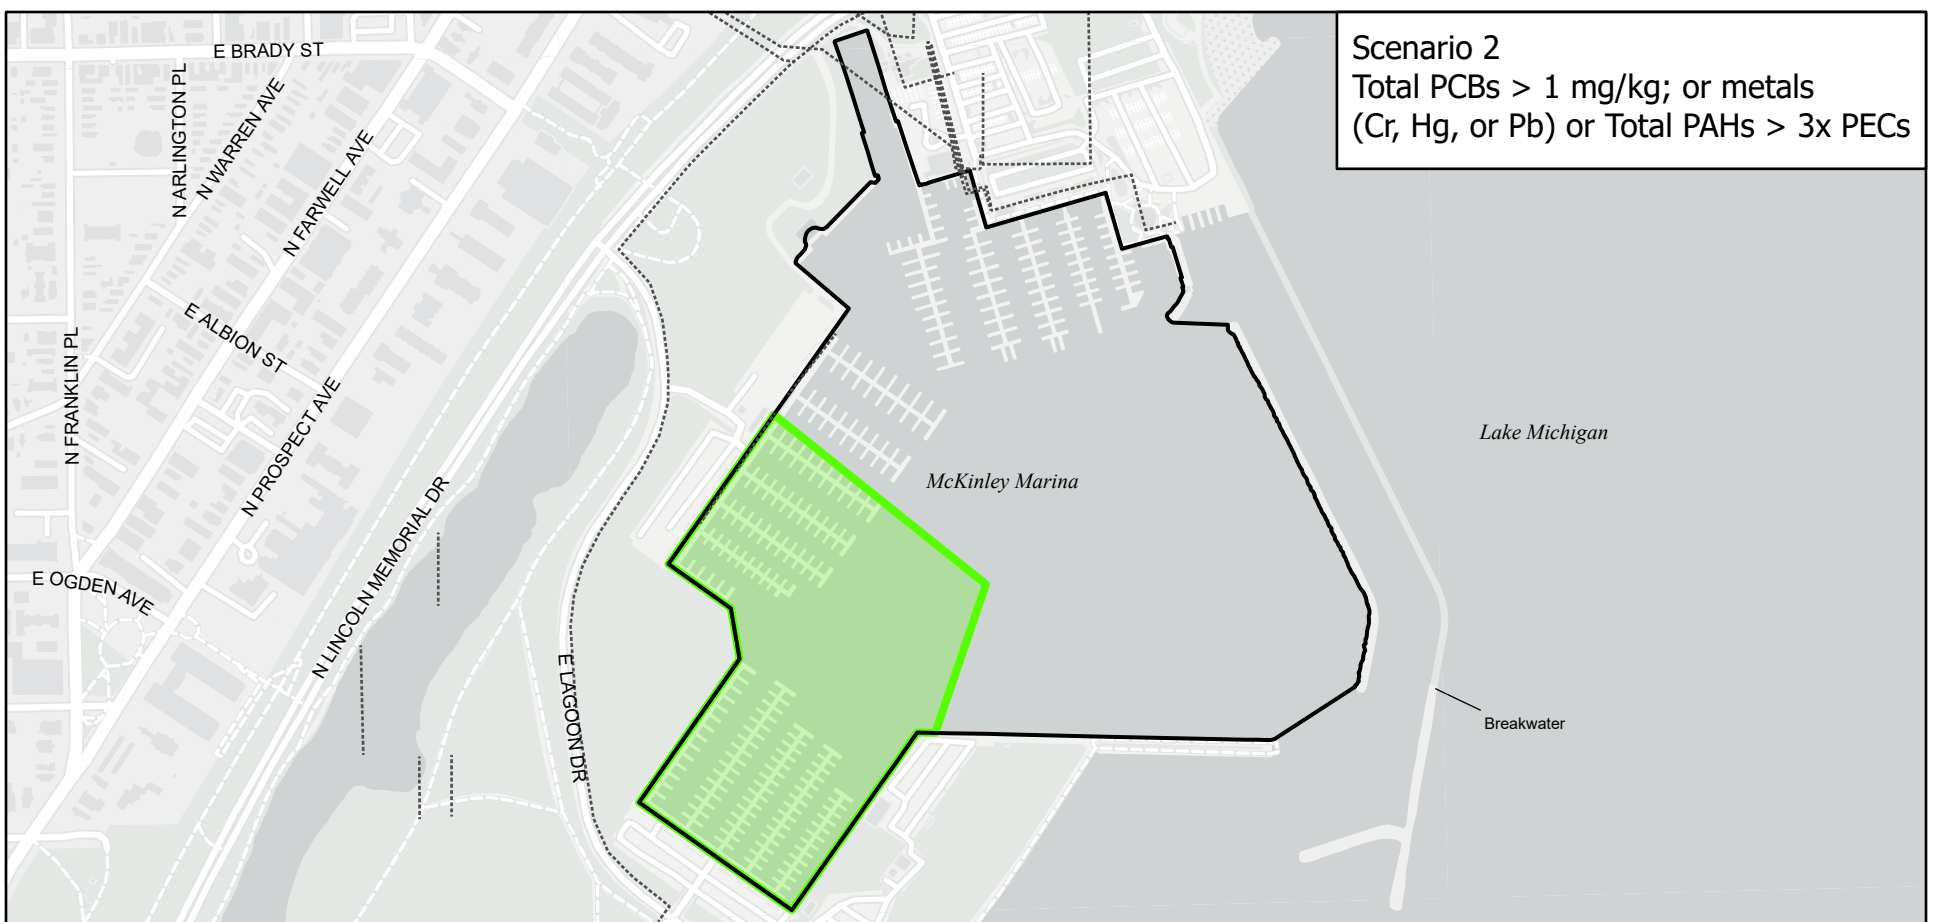 Scenario 2
Total PCBs > 1 mg/kg; or metals
(Cr, Hg, or Pb) or Total PAHs > 3x PECs
E BRADY ST
N ARLINGTON PL
N WARREN AVE
N FARWELL AVE
E ALBION ST
N FRANKLIN PL
N PROSPECT AVE
Lake Michigan
McKinley Marina
E OGDEN AVE
N LINCOLN MEMORIAL DR
E LAGOON DR
Breakwater